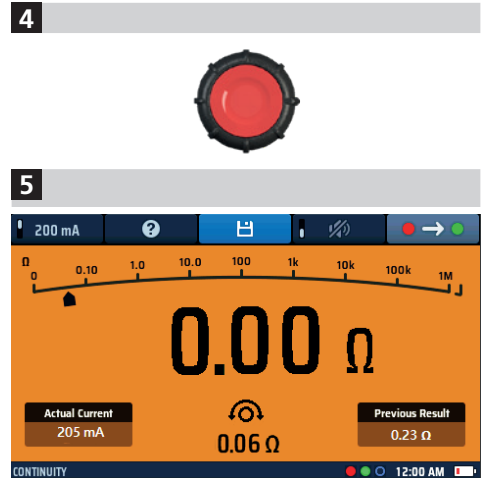 4
5
200 mA ?
Ω 0 0.10 1.0 10.0 100 1k 10k 100k 1M
0.00 Ω
Actual Current Previous Result
205 mA 0.06 Ω 0.23 Ω
CONTINUITY 12:00 AM